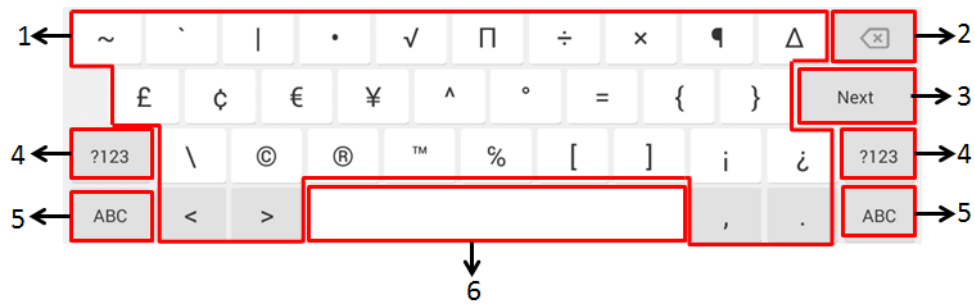 1 ~ ` | • √ Π ÷ × ¶ Δ 2
£ ¢ € ¥ ^ ° = { } Next 3
4 ?123 \ © ® ™ ℅ [ ] ¡ ¿ ?123 4
5 ABC < > , . ABC 5
6